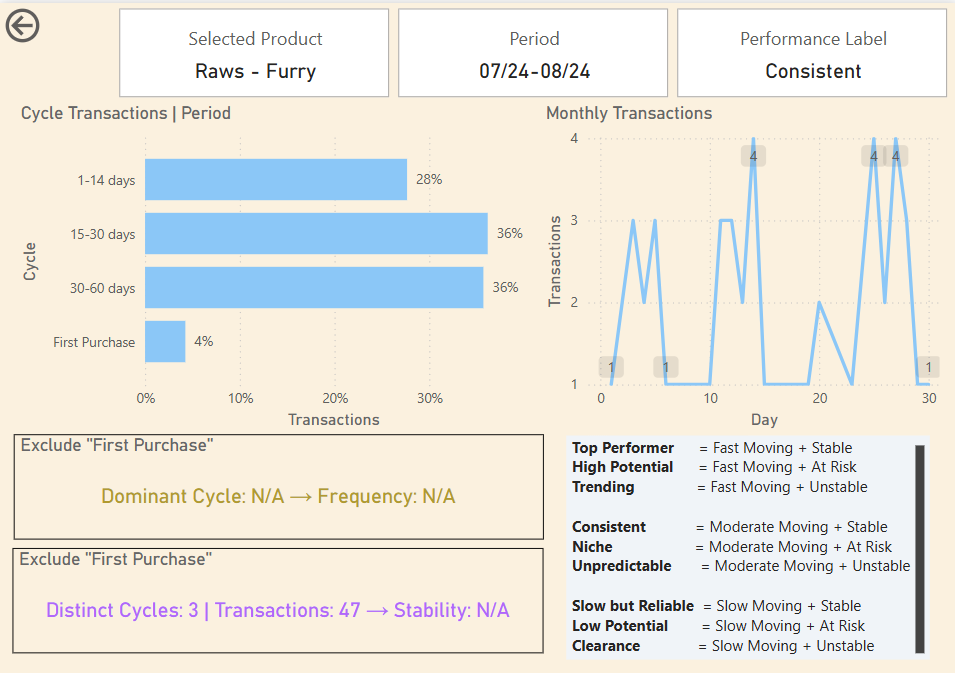 Selected Product
Raws - Furry
Period
07/24-08/24
Performance Label
Consistent
Cycle Transactions | Period
Cycle
1-14 days
28%
15-30 days
36%
30-60 days
36%
First Purchase
4%
0%
10%
20%
30%
Transactions
Monthly Transactions
Transactions
4
3
2
1
4
4
4
1
1
1
0
10
20
30
Day
Exclude "First Purchase"
Dominant Cycle: N/A → Frequency: N/A
Exclude "First Purchase"
Distinct Cycles: 3 | Transactions: 47 → Stability: N/A
Top Performer = Fast Moving + Stable
High Potential = Fast Moving + At Risk
Trending = Fast Moving + Unstable
Consistent = Moderate Moving + Stable
Niche = Moderate Moving + At Risk
Unpredictable = Moderate Moving + Unstable
Slow but Reliable = Slow Moving + Stable
Low Potential = Slow Moving + At Risk
Clearance = Slow Moving + Unstable